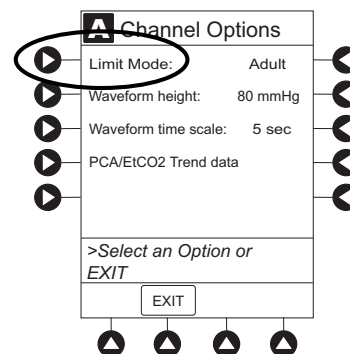 A Channel Options
Limit Mode: Adult
Waveform height: 80 mmHg
Waveform time scale: 5 sec
PCA/EtCO2 Trend data
>Select an Option or
EXIT
EXIT